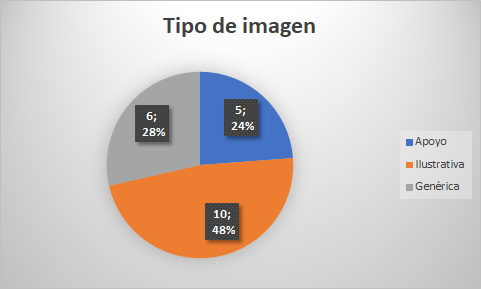 Tipo de imagen
5;
24%
6;
28%
10;
48%
Apoyo
Ilustrativa
Genérica